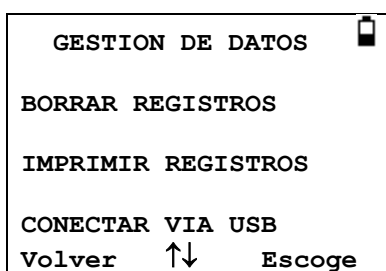 GESTION DE DATOS
BORRAR REGISTROS
IMPRIMIR REGISTROS
CONECTAR VIA USB
Volver ↑↓ Escoge